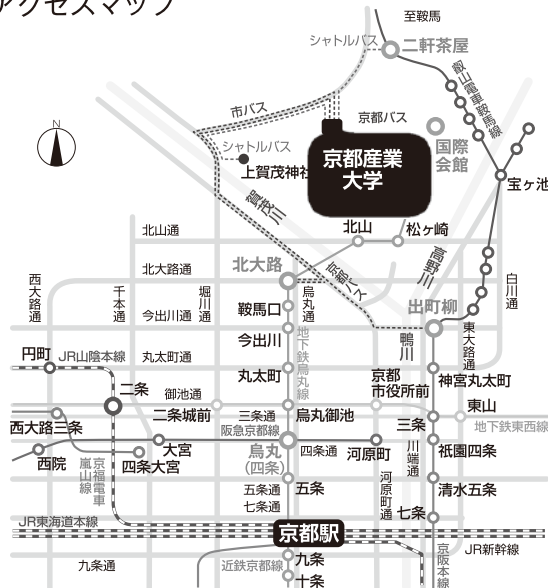 アクセスマップ
至鞍馬
シャトルバス
二軒茶屋
叡山電車鞍馬線
市バス
京都バス
N
シャトルバス
上賀茂神社
京都産業
大学
国際
会館
宝ヶ池
賀茂川
北山通
北山
松ヶ崎
高野川
北大路通
北大路
京都バス
西大路通
千本通
堀川通
烏丸通
白川通
鞍馬口
出町柳
今出川通
今出川
地下鉄烏丸線
鴨川
東大路通
円町
JR山陰本線
丸太町通
丸太町
京都
市役所前
神宮丸太町
二条
御池通
二条城前
三条通
烏丸御池
三条
東山
地下鉄東西線
西大路三条
阪急京都線
大宮
烏丸
(四条)
四条通
河原町
川端通
祇園四条
西院
京福電車
嵐山線
四条大宮
五条通
五条
河原町通
清水五条
七条通
七条
JR東海道本線
京都駅
JR新幹線
九条通
近鉄京都線
九条
十条
京阪本線